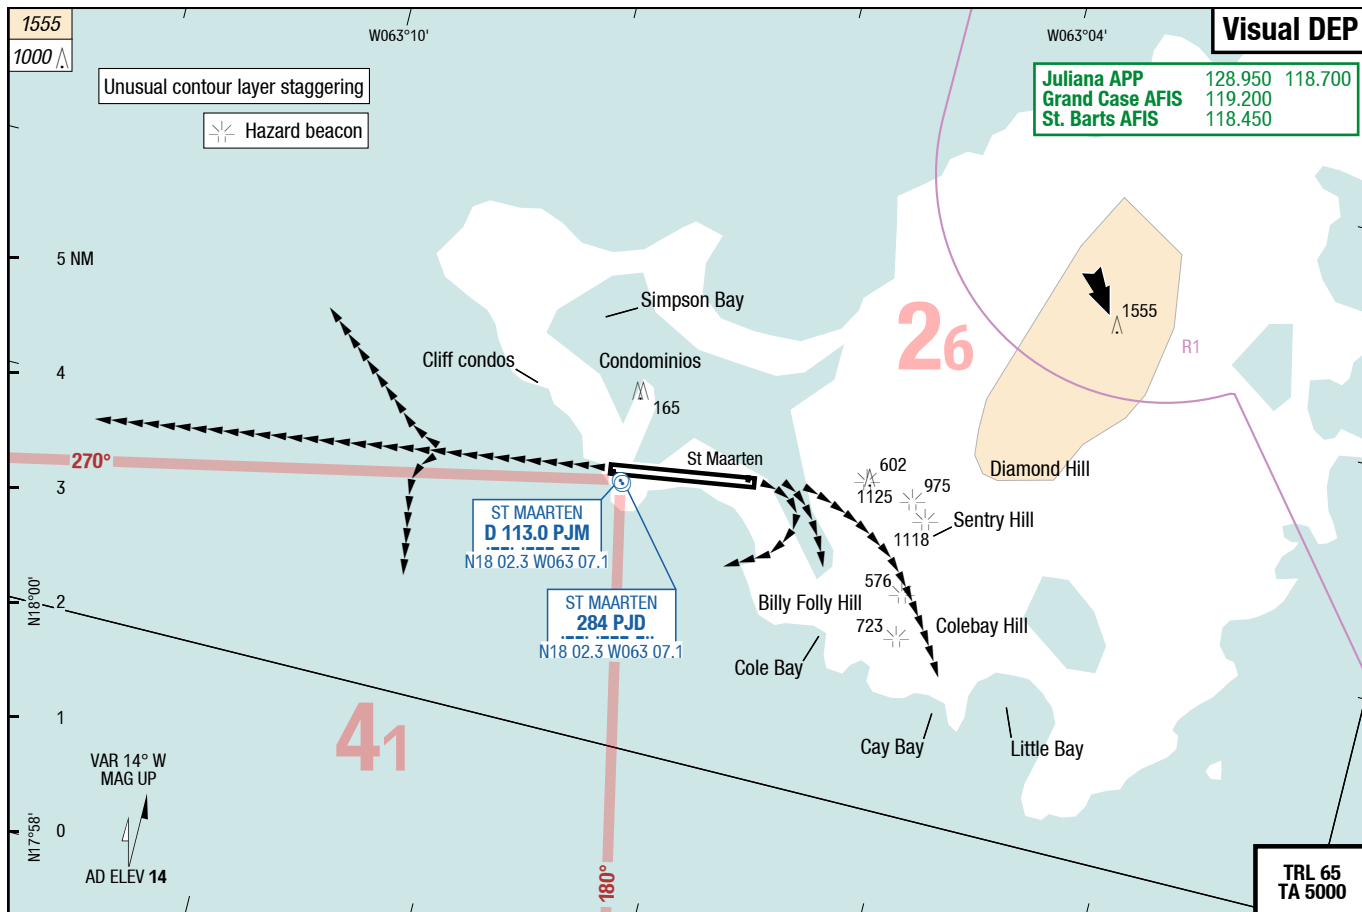 1555
1000
Unusual contour layer staggering
Hazard beacon
W063°10'
W063°04'
Visual DEP
Juliana APP 128.950 118.700
Grand Case AFIS 119.200
St. Barts AFIS 118.450
5 NM
4
3
2
1
0
Simpson Bay
Cliff condos
Condominios
165
26
1555
R1
270°
St Maarten
602
1125
975
Diamond Hill
Sentry Hill
1118
ST MAARTEN
D 113.0 PJM
N18 02.3 W063 07.1
ST MAARTEN
284 PJD
N18 02.3 W063 07.1
576
Billy Folly Hill
723
Colebay Hill
Cole Bay
Cay Bay
Little Bay
N18°00'
41
VAR 14° W
MAG UP
N17°58'
AD ELEV 14
180°
TRL 65
TA 5000